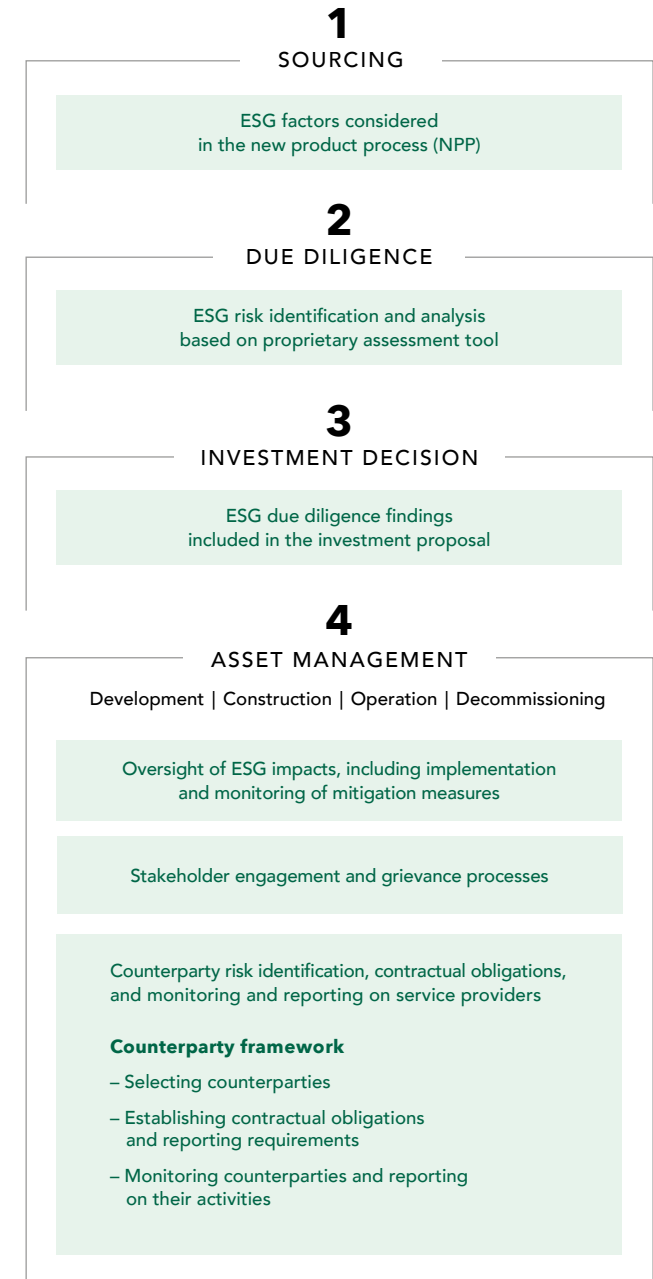 1
SOURCING
ESG factors considered
in the new product process (NPP)
2
DUE DILIGENCE
ESG risk identification and analysis
based on proprietary assessment tool
3
INVESTMENT DECISION
ESG due diligence findings
included in the investment proposal
4
ASSET MANAGEMENT
Development | Construction | Operation | Decommissioning
Oversight of ESG impacts, including implementation
and monitoring of mitigation measures
Stakeholder engagement and grievance processes
Counterparty risk identification, contractual obligations,
and monitoring and reporting on service providers
Counterparty framework
– Selecting counterparties
– Establishing contractual obligations
and reporting requirements
– Monitoring counterparties and reporting
on their activities